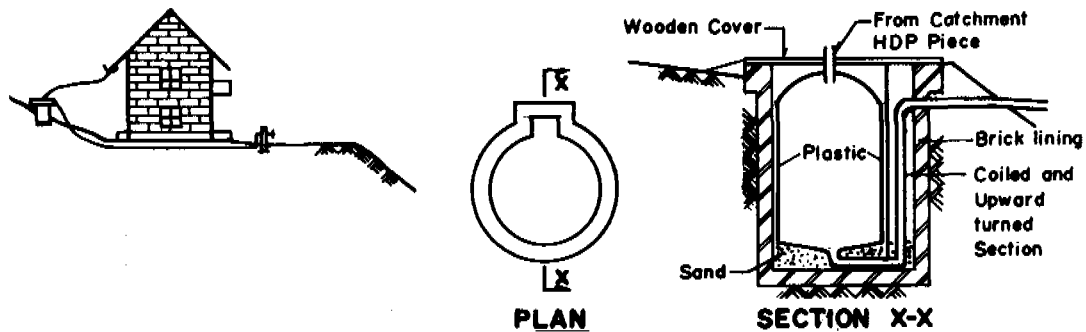 Wooden Cover
From Catchment
HDP Piece
X
Plastic
Brick lining
Coiled and
Upward
turned
Section
Sand
X
PLAN
SECTION X-X